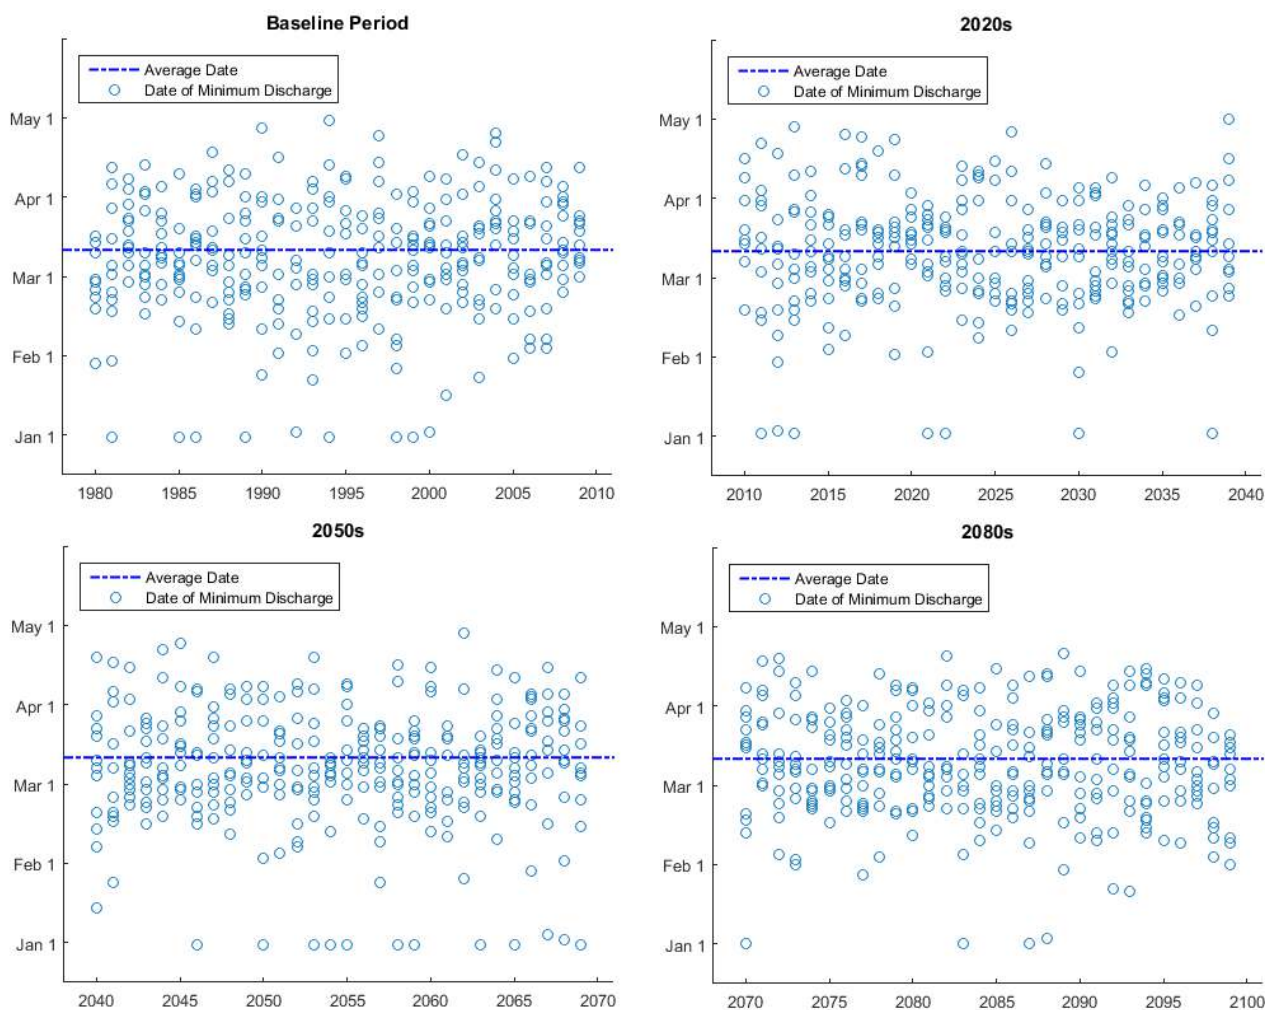 Baseline Period
Average Date
Date of Minimum Discharge
May 1
Apr 1
Mar 1
Feb 1
Jan 1
1980 1985 1990 1995 2000 2005 2010
2020s
Average Date
Date of Minimum Discharge
May 1
Apr 1
Mar 1
Feb 1
Jan 1
2010 2015 2020 2025 2030 2035 2040
2050s
Average Date
Date of Minimum Discharge
May 1
Apr 1
Mar 1
Feb 1
Jan 1
2040 2045 2050 2055 2060 2065 2070
2080s
Average Date
Date of Minimum Discharge
May 1
Apr 1
Mar 1
Feb 1
Jan 1
2070 2075 2080 2085 2090 2095 2100